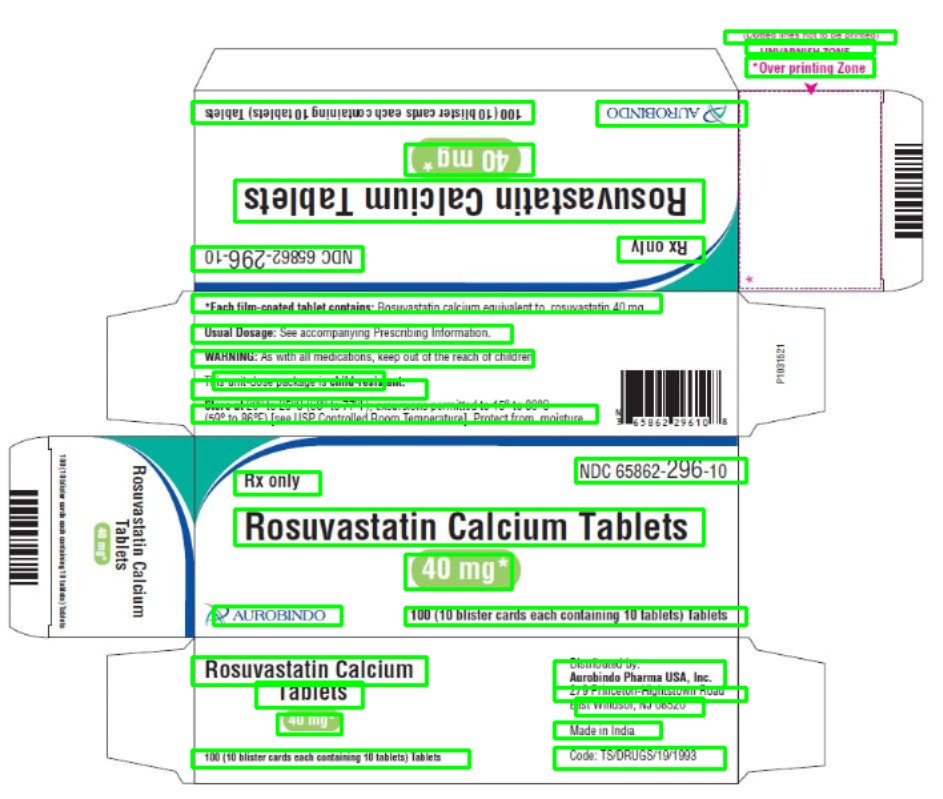 (Dotted lines not to be printed)
UNVARNISH ZONE
*Over printing Zone
100 (10 blister cards each containing 10 tablets) Tablets
AUROBINDO
40 mg*
Rosuvastatin Calcium Tablets
Rx only
NDC 65862-296-10
*
*Each film-coated tablet contains: Rosuvastatin calcium equivalent to rosuvastatin 40 mg
Usual Dosage: See accompanying Prescribing Information.
WARNING: As with all medications, keep out of the reach of children
This unit-dose package is child-resistant.
Store at 20° to 25°C (68° to 77°F); excursions permitted to 15° to 30°C
(59° to 86°F) [see USP Controlled Room Temperature]. Protect from moisture
N
3 65862 29610 8
P1031521
Rx only
NDC 65862-296-10
Rosuvastatin Calcium Tablets
40 mg*
AUROBINDO
100 (10 blister cards each containing 10 tablets) Tablets
Rosuvastatin Calcium
Tablets
40 mg*
100 (10 blister cards each containing 10 tablets) Tablets
Rosuvastatin Calcium
Tablets
40 mg*
100 (10 blister cards each containing 10 tablets) Tablets
Distributed by:
Aurobindo Pharma USA, Inc.
279 Princeton-Hightstown Road
East Windsor, NJ 08520
Made in India
Code: TS/DRUGS/19/1993